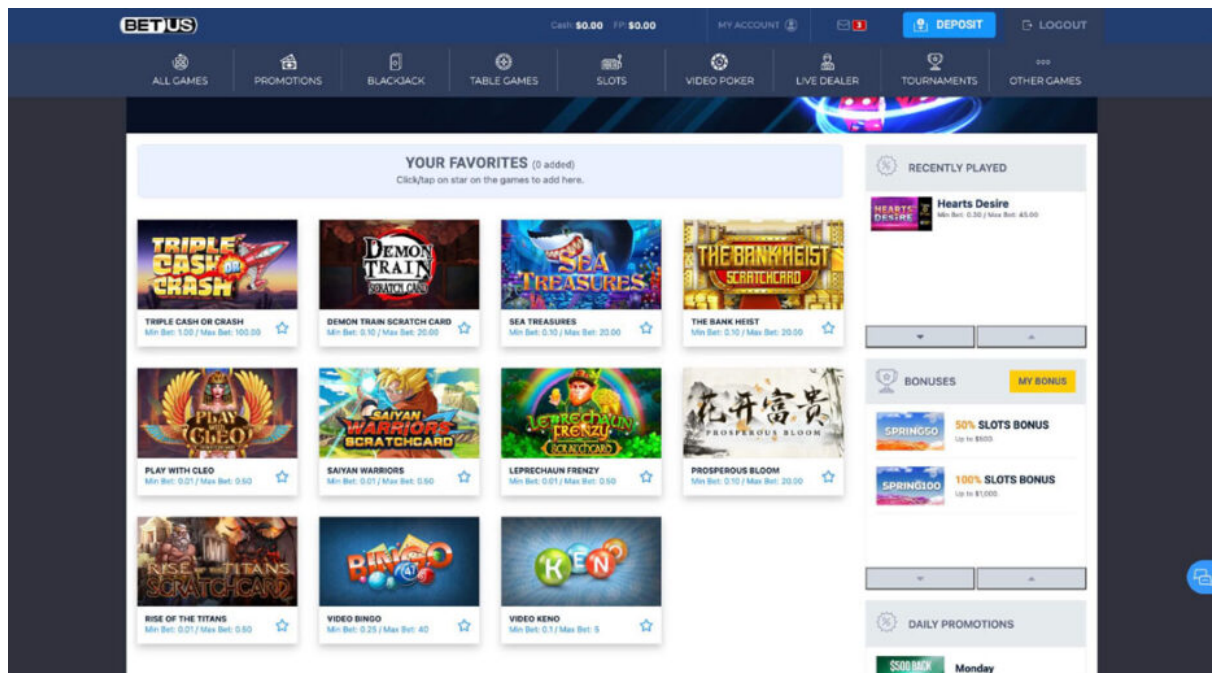 BETUS
Cash: $0.00 FP: $0.00
MY ACCOUNT
3
DEPOSIT
LOGOUT
ALL GAMES
PROMOTIONS
BLACKJACK
TABLE GAMES
SLOTS
VIDEO POKER
LIVE DEALER
TOURNAMENTS
OTHER GAMES
YOUR FAVORITES (0 added)
Click/tap on star on the games to add here.
TRIPLE
CASH OR
CRASH
TRIPLE CASH OR CRASH
Min Bet: 1.00 / Max Bet: 100.00
DEMON
TRAIN
SCRATCH CARD
DEMON TRAIN SCRATCH CARD
Min Bet: 0.10 / Max Bet: 20.00
SEA
TREASURES
SEA TREASURES
Min Bet: 0.10 / Max Bet: 20.00
THE BANK HEIST
SCRATCHCARD
THE BANK HEIST
Min Bet: 0.10 / Max Bet: 20.00
PLAY
WITH
CLEO
PLAY WITH CLEO
Min Bet: 0.01 / Max Bet: 0.50
SAIYAN
WARRIORS
SCRATCHCARD
SAIYAN WARRIORS
Min Bet: 0.01 / Max Bet: 0.50
LEPRECHAUN
FRENZY
SCRATCHCARD
LEPRECHAUN FRENZY
Min Bet: 0.01 / Max Bet: 0.50
花开富贵
PROSPEROUS BLOOM
PROSPEROUS BLOOM
Min Bet: 0.10 / Max Bet: 20.00
RISE OF THE TITANS
SCRATCHCARD
RISE OF THE TITANS
Min Bet: 0.01 / Max Bet: 0.50
BINGO
47
VIDEO BINGO
Min Bet: 0.25 / Max Bet: 40
KENO
VIDEO KENO
Min Bet: 0.1 / Max Bet: 5
RECENTLY PLAYED
HEARTS
DESIRE
Hearts Desire
Min Bet: 0.30 / Max Bet: 45.00
BONUSES
MY BONUS
SPRING50
50% SLOTS BONUS
Up to $500.
SPRING100
100% SLOTS BONUS
Up to $1,000.
DAILY PROMOTIONS
$500 BACK
Monday